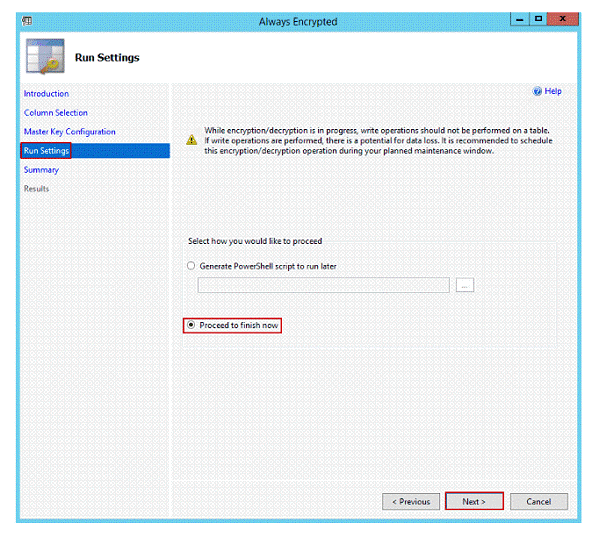 Always Encrypted
Run Settings
Introduction
Column Selection
Master Key Configuration
Run Settings
Summary
Results
Help
While encryption/decryption is in progress, write operations should not be performed on a table.
If write operations are performed, there is a potential for data loss. It is recommended to schedule
this encryption/decryption operation during your planned maintenance window.
Select how you would like to proceed
Generate PowerShell script to run later
...
Proceed to finish now
< Previous
Next >
Cancel